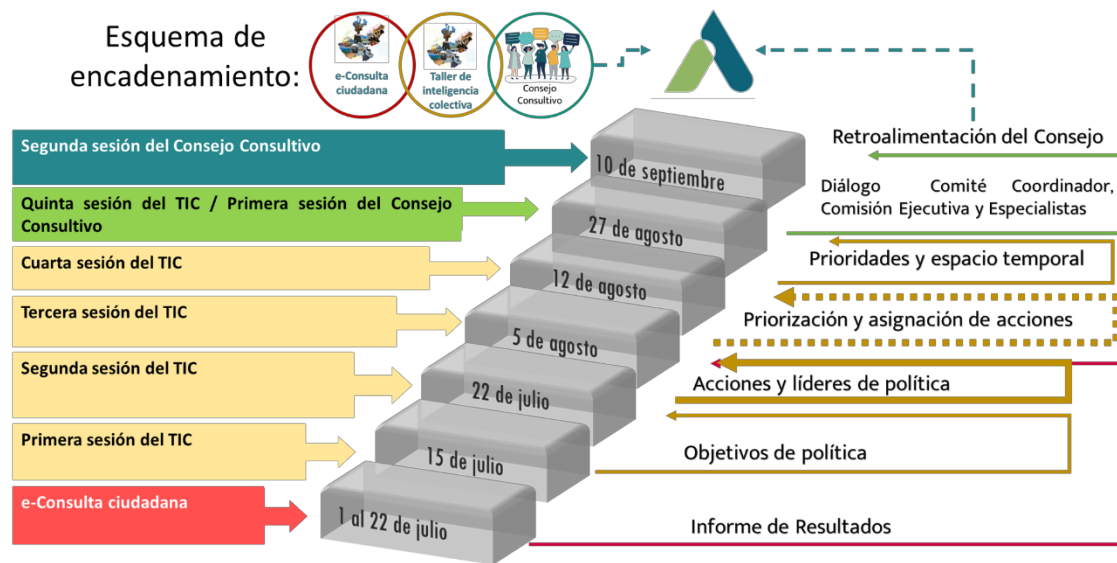 Esquema de
encadenamiento:
e-Consulta
ciudadana
Taller de
inteligencia
colectiva
Consejo
Consultivo
Segunda sesión del Consejo Consultivo
10 de septiembre
Retroalimentación del Consejo
Quinta sesión del TIC / Primera sesión del Consejo
Consultivo
27 de agosto
Diálogo Comité Coordinador,
Comisión Ejecutiva y Especialistas
Cuarta sesión del TIC
12 de agosto
Prioridades y espacio temporal
Tercera sesión del TIC
5 de agosto
Priorización y asignación de acciones
Segunda sesión del TIC
22 de julio
Acciones y líderes de política
Primera sesión del TIC
15 de julio
Objetivos de política
e-Consulta ciudadana
1 al 22 de julio
Informe de Resultados